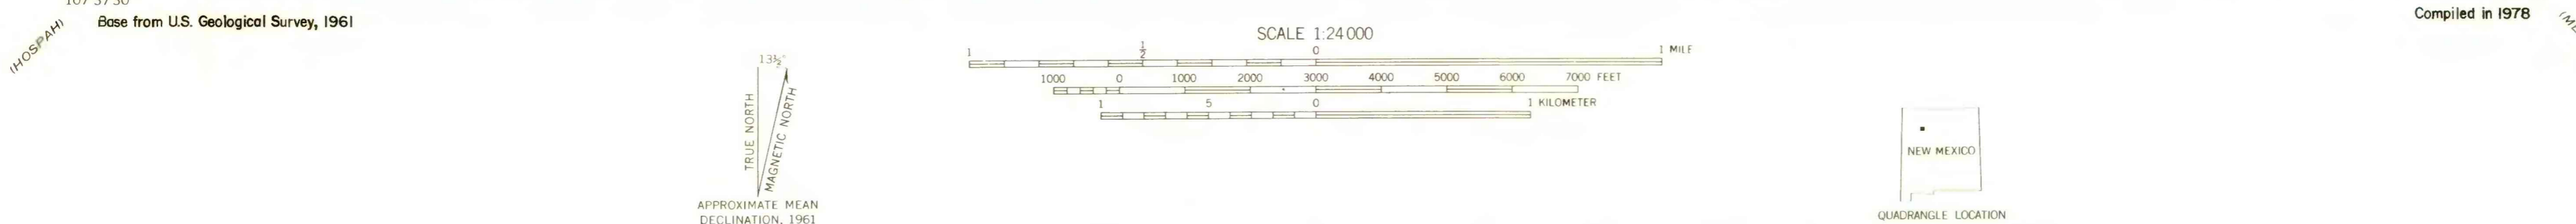 (HOSPAH)
Base from U.S. Geological Survey, 1961
13½°
TRUE NORTH
MAGNETIC NORTH
APPROXIMATE MEAN
DECLINATION, 1961
SCALE 1:24 000
1 ½ 0 1 MILE
1000 0 1000 2000 3000 4000 5000 6000 7000 FEET
1 5 0 1 KILOMETER
Compiled in 1978
NEW MEXICO
QUADRANGLE LOCATION